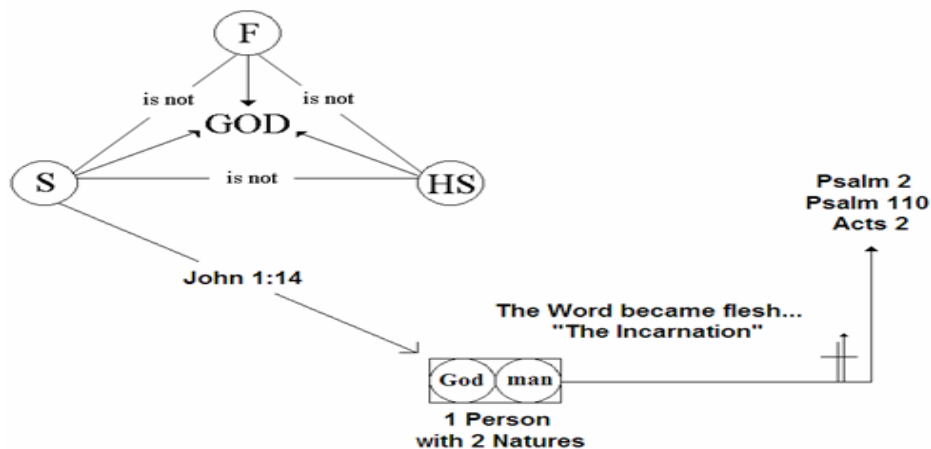 F
is not
is not
GOD
S
is not
HS
Psalm 2
Psalm 110
Acts 2
John 1:14
The Word became flesh...
"The Incarnation"
God
man
1 Person
with 2 Natures